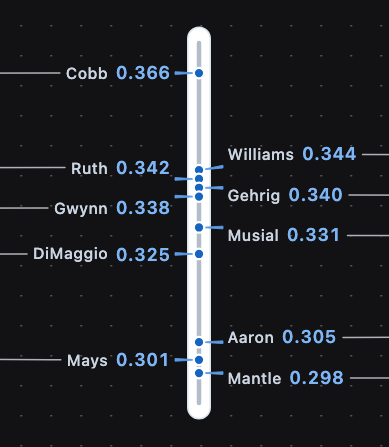 Cobb 0.366
Williams 0.344
Ruth 0.342
Gehrig 0.340
Gwynn 0.338
Musial 0.331
DiMaggio 0.325
Aaron 0.305
Mays 0.301
Mantle 0.298